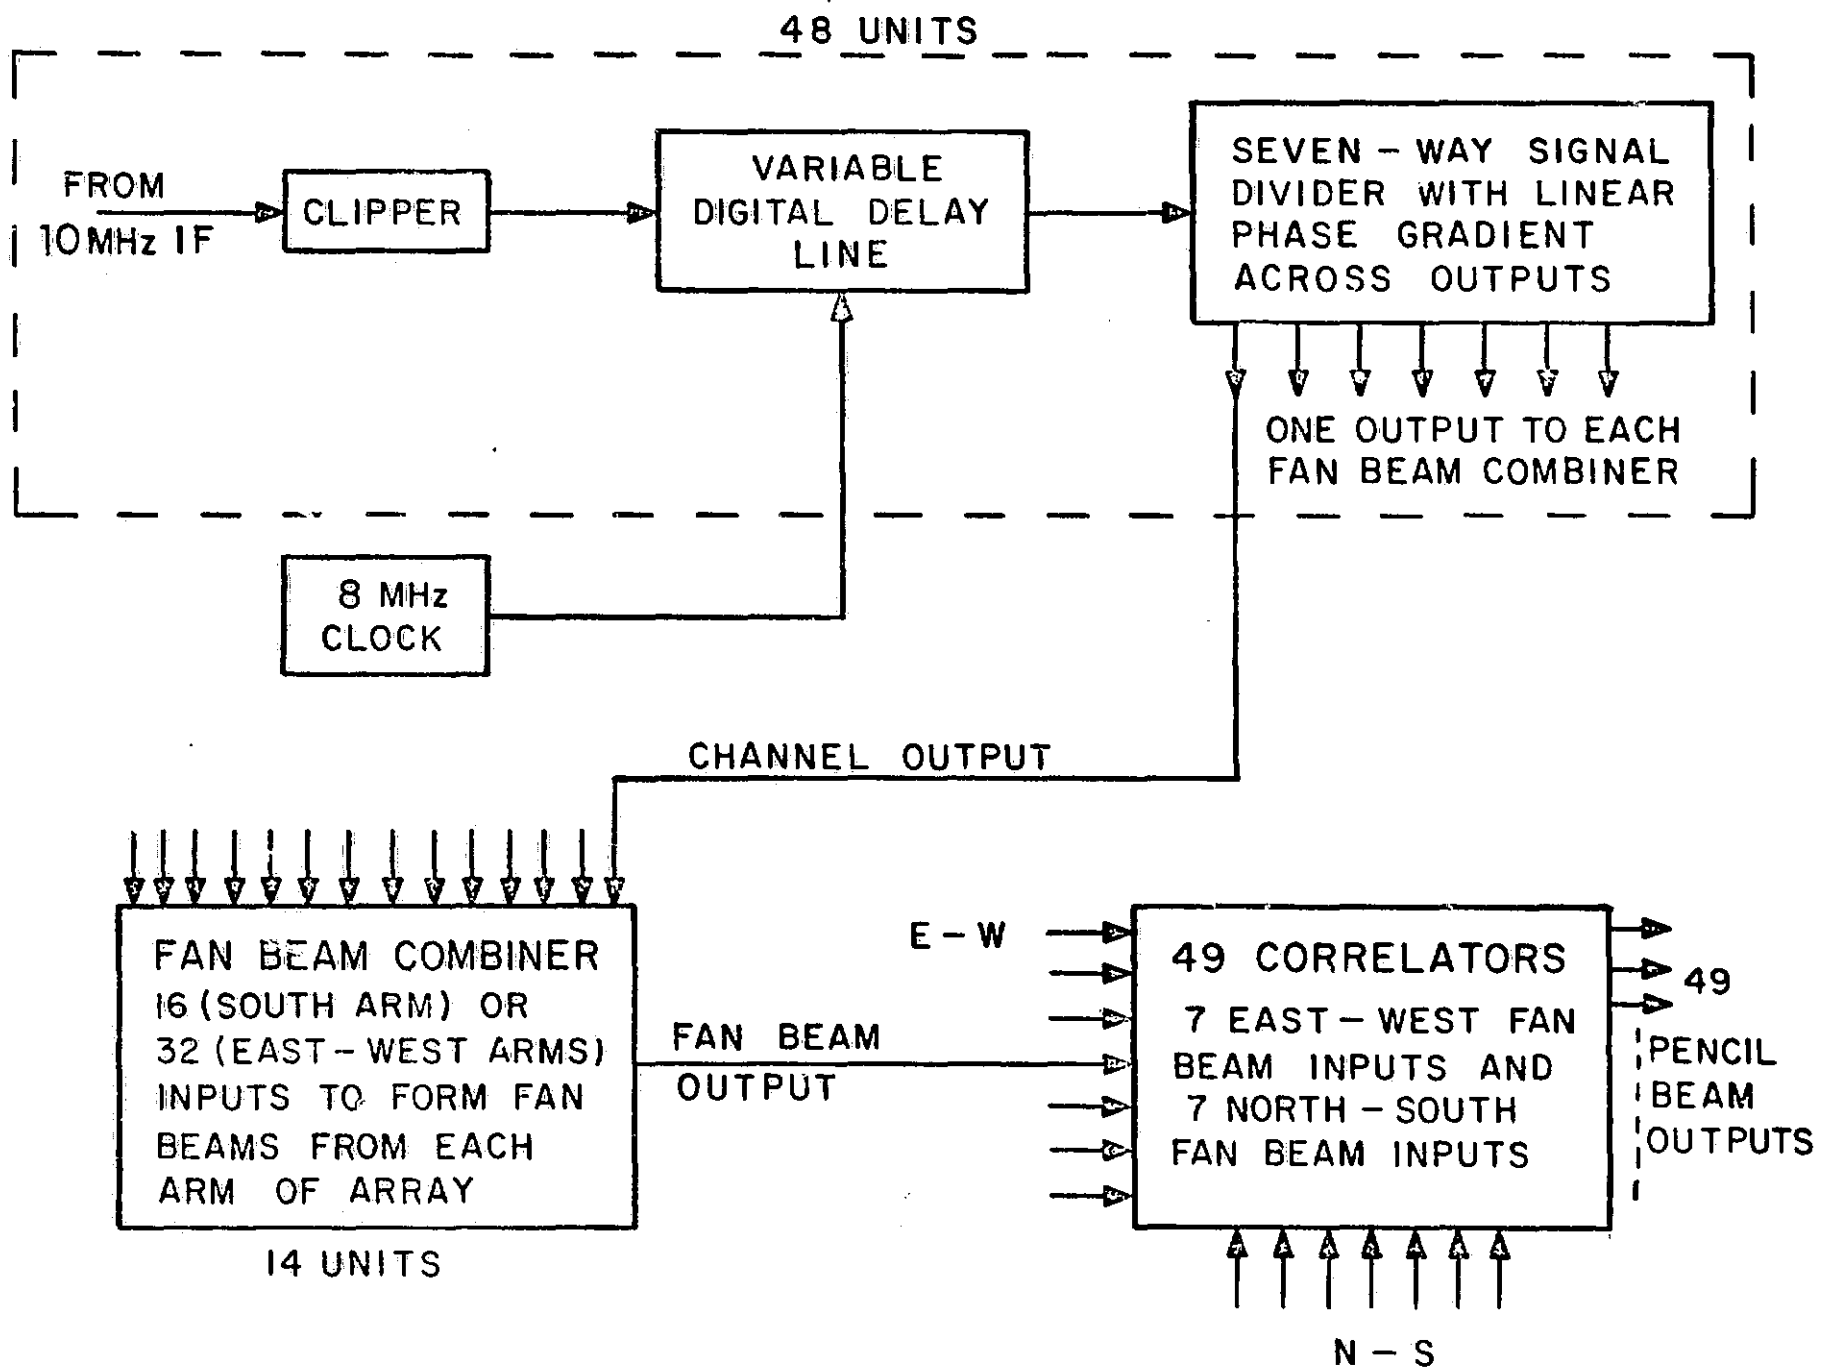 48 UNITS
FROM
10 MHz IF
CLIPPER
VARIABLE
DIGITAL DELAY
LINE
SEVEN - WAY SIGNAL
DIVIDER WITH LINEAR
PHASE GRADIENT
ACROSS OUTPUTS
ONE OUTPUT TO EACH
FAN BEAM COMBINER
8 MHz
CLOCK
CHANNEL OUTPUT
FAN BEAM COMBINER
16 (SOUTH ARM) OR
32 (EAST-WEST ARMS)
INPUTS TO FORM FAN
BEAMS FROM EACH
ARM OF ARRAY
14 UNITS
FAN BEAM
OUTPUT
E - W
49 CORRELATORS
7 EAST-WEST FAN
BEAM INPUTS AND
7 NORTH-SOUTH
FAN BEAM INPUTS
N - S
49
PENCIL
BEAM
OUTPUTS